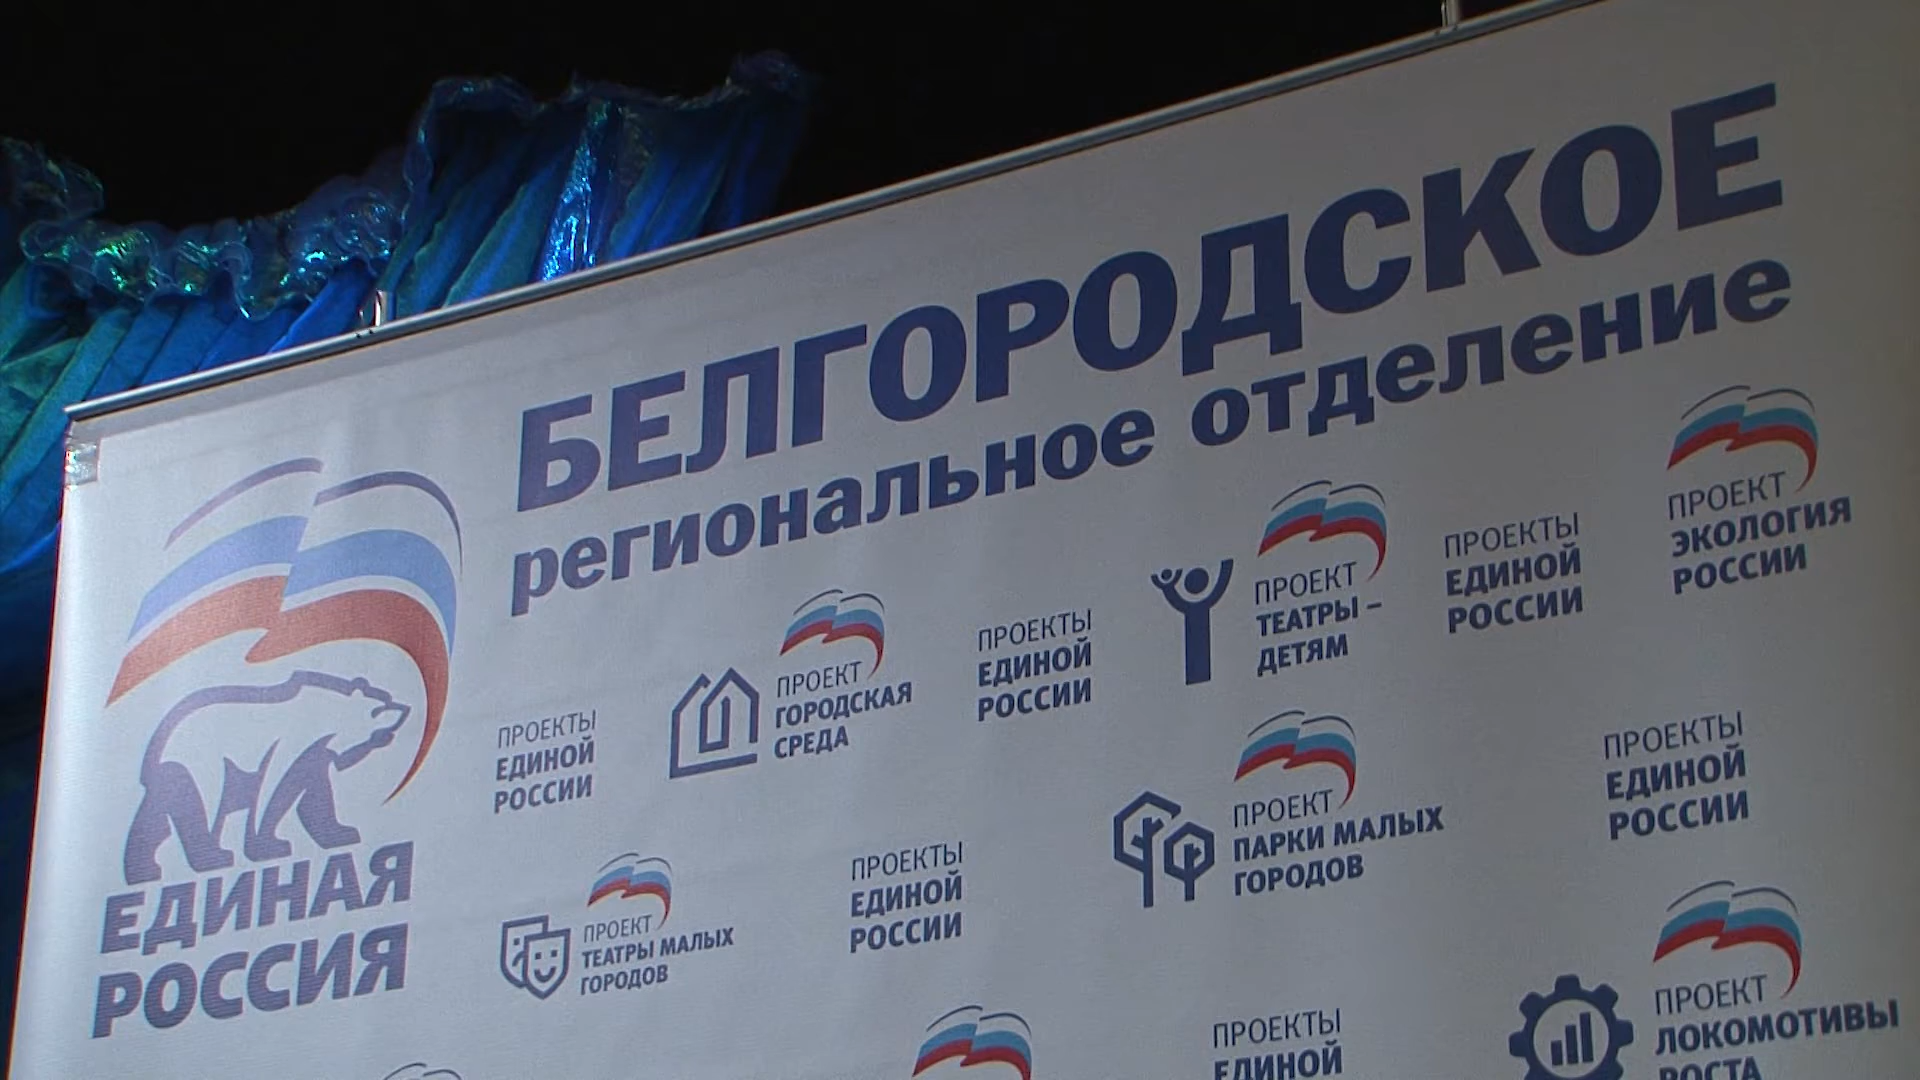 БЕЛГОРОДСКОЕ
региональное отделение
ЕДИНАЯ
РОССИЯ
ПРОЕКТЫ
ЕДИНОЙ
РОССИИ
ПРОЕКТ
ГОРОДСКАЯ
СРЕДА
ПРОЕКТЫ
ЕДИНОЙ
РОССИИ
ПРОЕКТ
ТЕАТРЫ –
ДЕТЯМ
ПРОЕКТЫ
ЕДИНОЙ
РОССИИ
ПРОЕКТ
ЭКОЛОГИЯ
РОССИИ
ПРОЕКТ
ТЕАТРЫ МАЛЫХ
ГОРОДОВ
ПРОЕКТЫ
ЕДИНОЙ
РОССИИ
ПРОЕКТ
ПАРКИ МАЛЫХ
ГОРОДОВ
ПРОЕКТЫ
ЕДИНОЙ
РОССИИ
ПРОЕКТЫ
ЕДИНОЙ
ПРОЕКТ
ЛОКОМОТИВЫ
РОСТА